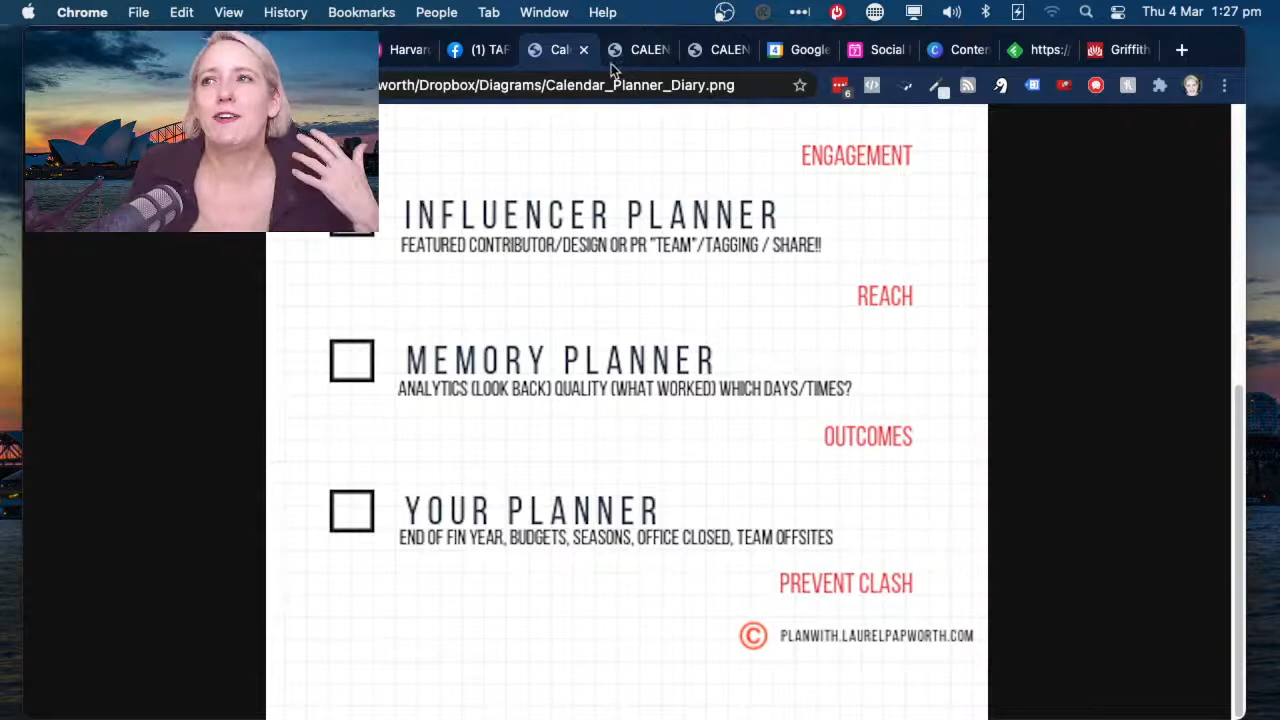 Chrome File Edit View History Bookmarks People Tab Window Help Thu 4 Mar 1:27 pm
Harvar (1) TAF Cal CALEN CALEN Google Social Conten https:/ Griffith
worth/Dropbox/Diagrams/Calendar_Planner_Diary.png
6
ENGAGEMENT
INFLUENCER PLANNER
FEATURED CONTRIBUTOR/DESIGN OR PR "TEAM"/TAGGING / SHARE!!
REACH
MEMORY PLANNER
ANALYTICS (LOOK BACK) QUALITY (WHAT WORKED) WHICH DAYS/TIMES?
OUTCOMES
YOUR PLANNER
END OF FIN YEAR, BUDGETS, SEASONS, OFFICE CLOSED, TEAM OFFSITES
PREVENT CLASH
© PLANWITH.LAURELPAPWORTH.COM